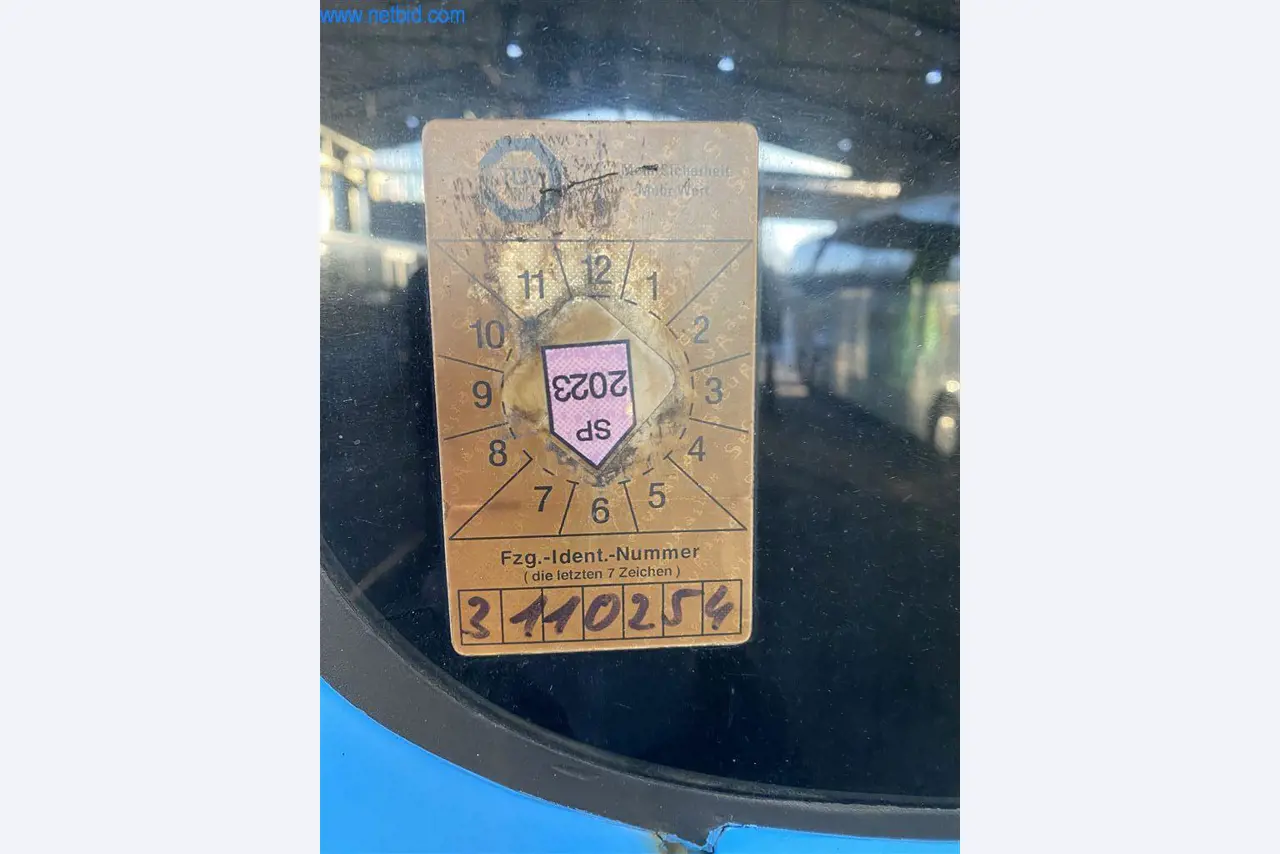 www.netbid.com
TÜV
Mehr Sicherheit
Mehr Wert
11 12 1
10 2
9 3
8 4
7 6 5
2023
SP
Fzg.-Ident.-Nummer
( die letzten 7 Zeichen )
3110254